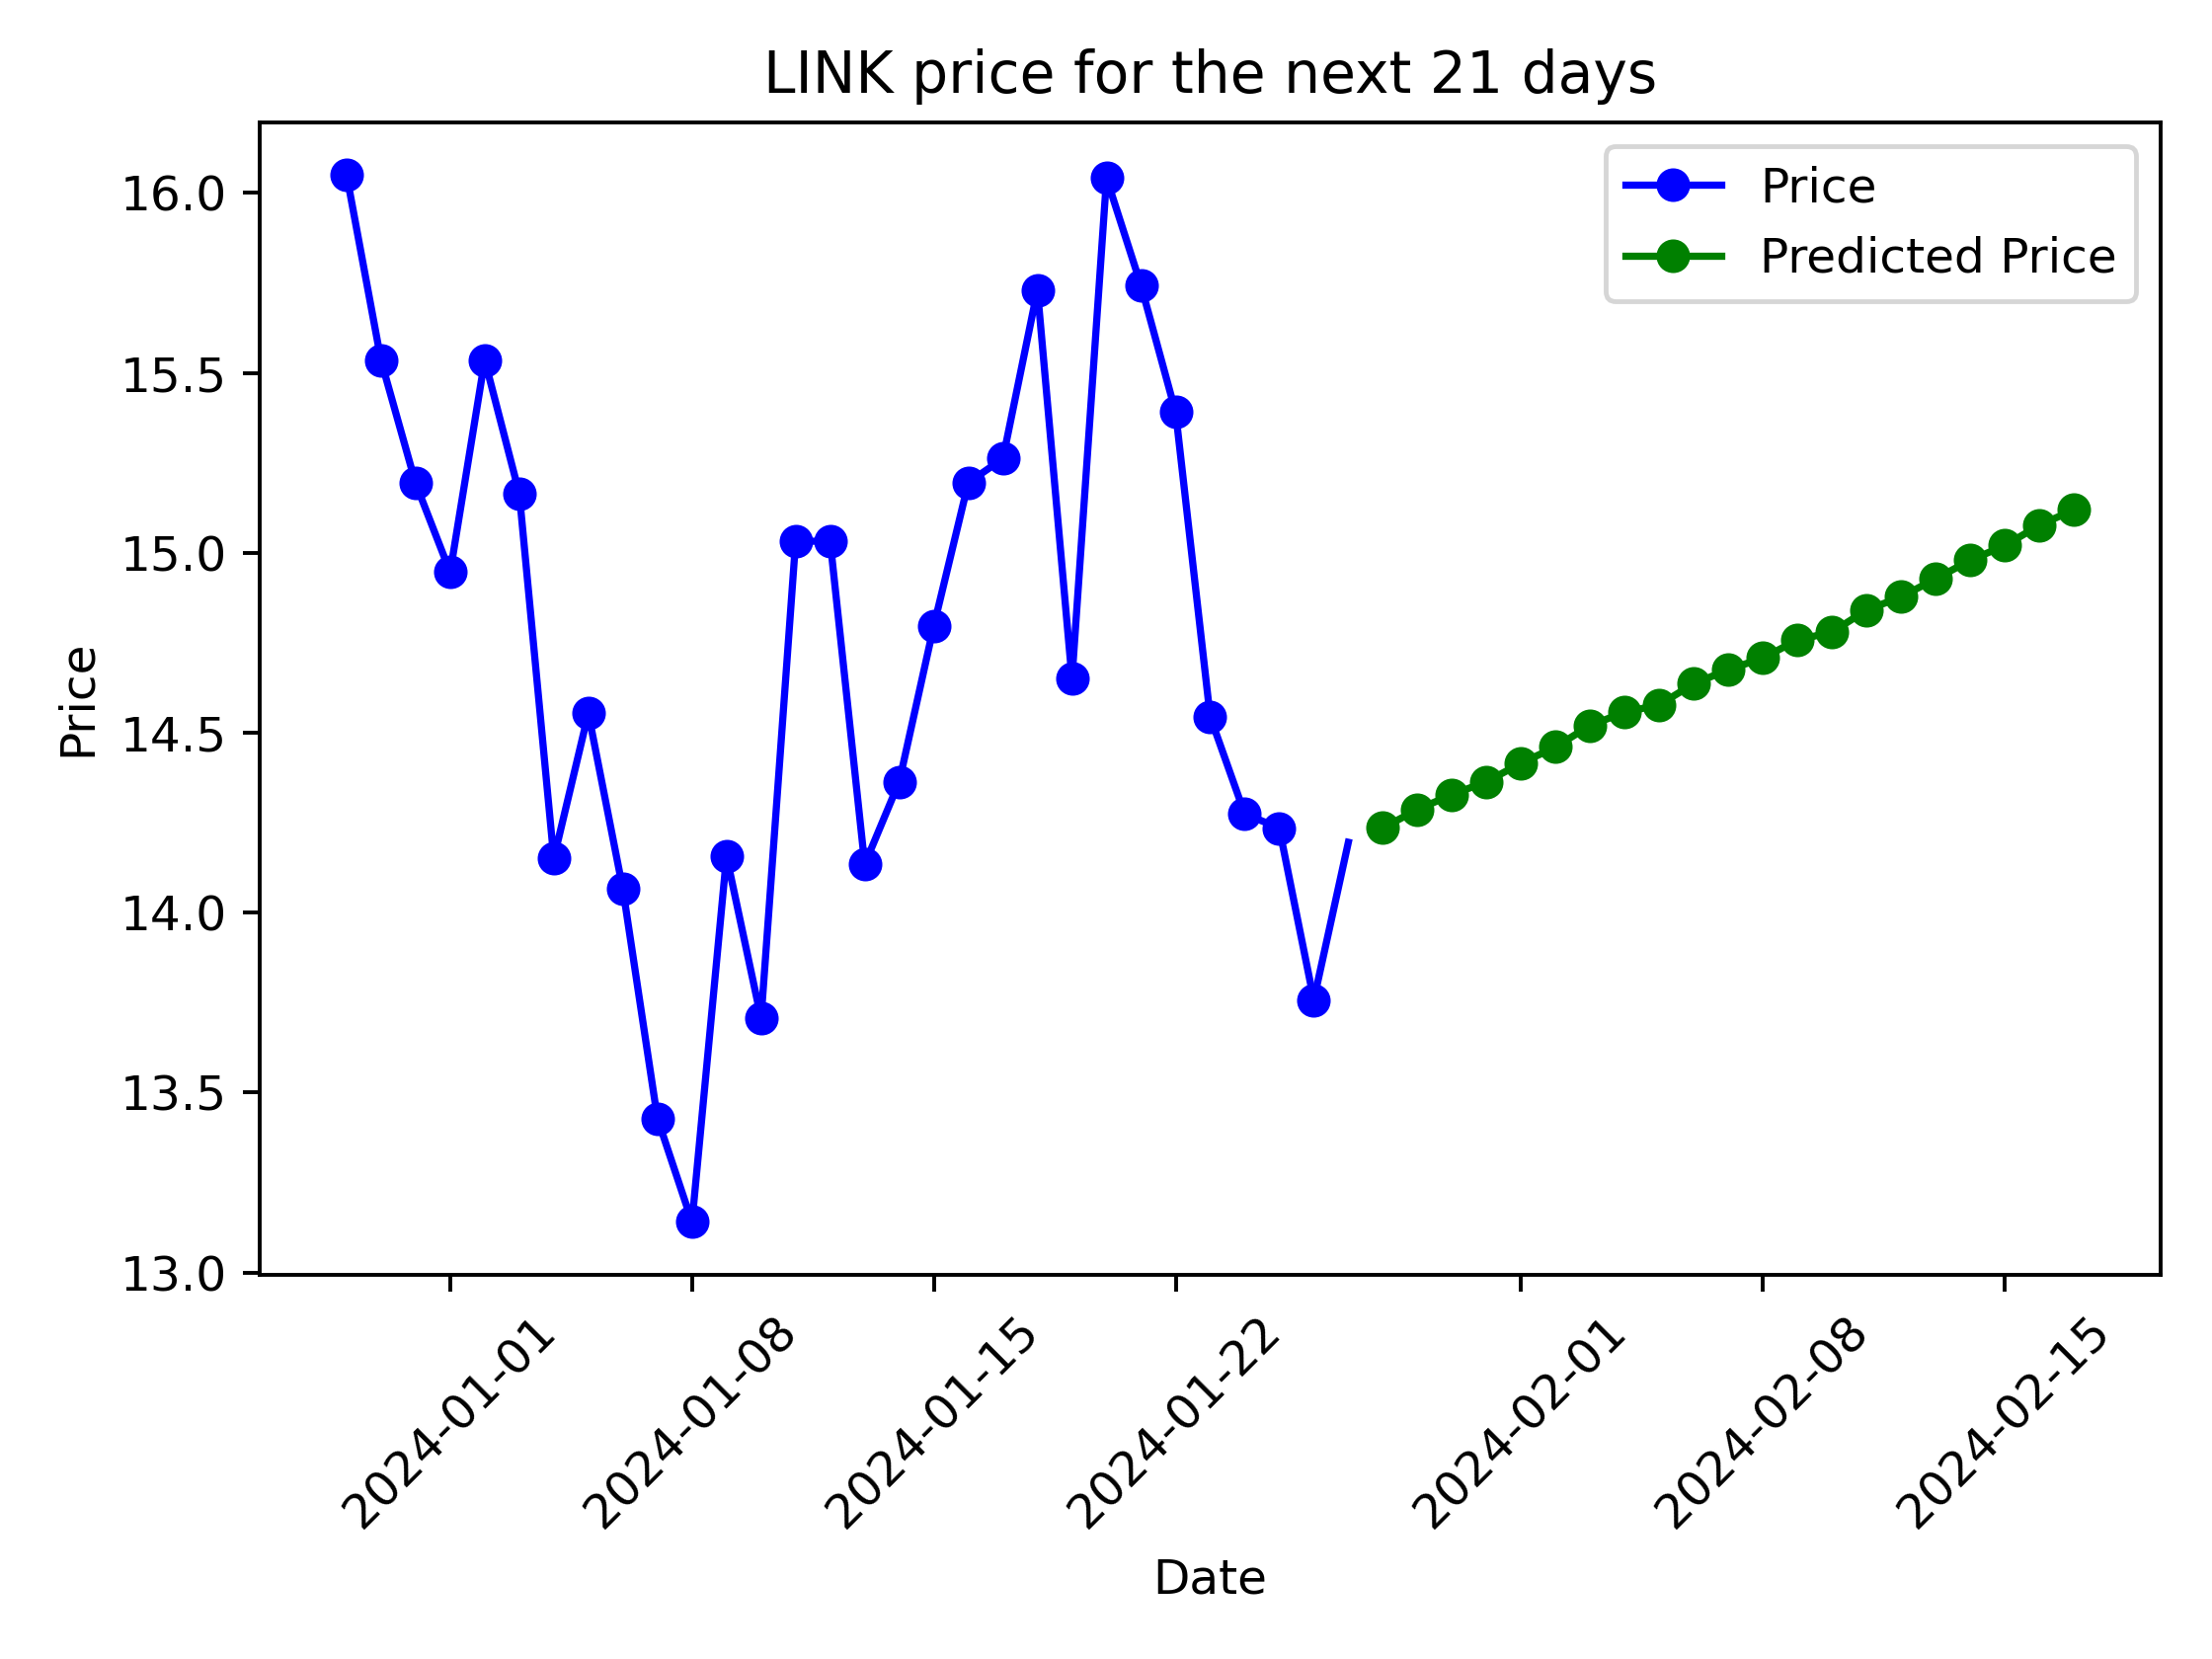 LINK price for the next 21 days
Price
Predicted Price
16.0
15.5
15.0
14.5
14.0
13.5
13.0
Price
2024-01-01
2024-01-08
2024-01-15
2024-01-22
2024-02-01
2024-02-08
2024-02-15
Date